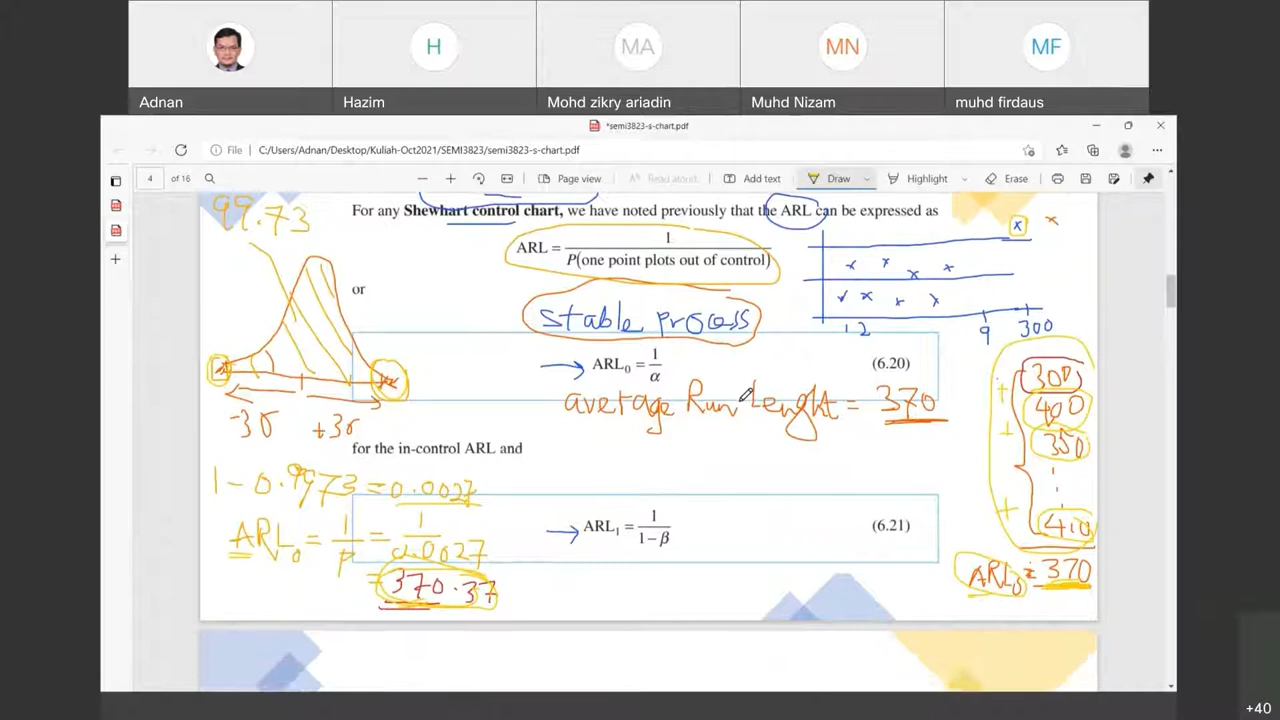 H
MA
MN
MF
Adnan
Hazim
Mohd zikry ariadin
Muhd Nizam
muhd firdaus
*semi3823-s-chart.pdf
File
C:/Users/Adnan/Desktop/Kuliah-Oct2021/SEMI3823/semi3823-s-chart.pdf
4 of 16
Page view
Read aloud
Add text
Draw
Highlight
Erase
99.73
For any Shewhart control chart, we have noted previously that the ARL can be expressed as
ARL = 1 / P(one point plots out of control)
or
stable process
1 2 9 300
ARL₀ = 1/α (6.20)
average Run Lenght = 370
-3σ +3σ
300
+ 400
+ 350
+ 410
ARL₀ = 370
for the in-control ARL and
1 - 0.9973 = 0.0027
ARL₁ = 1/(1 − β) (6.21)
ARL₀ = 1/P = 1/0.0027
= 370.37
+40